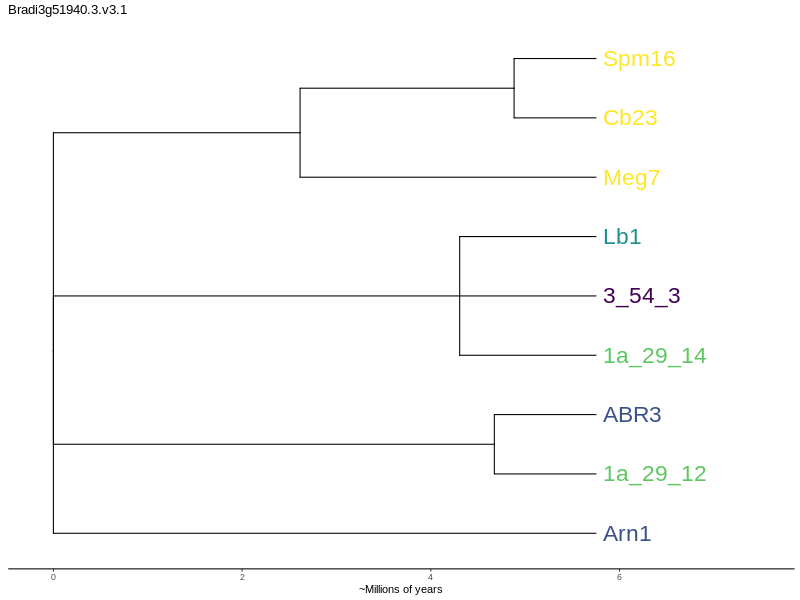 Bradi3g51940.3.v3.1
Spm16
Cb23
Meg7
Lb1
3_54_3
1a_29_14
ABR3
1a_29_12
Arn1
0 2 4 6
~Millions of years